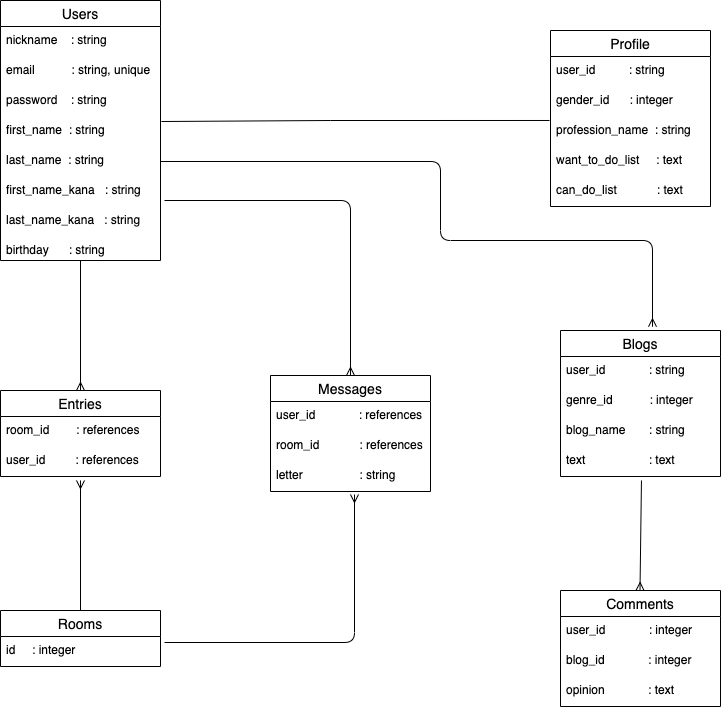 Users
nickname : string
email : string, unique
password : string
first_name : string
last_name : string
first_name_kana : string
last_name_kana : string
birthday : string
Profile
user_id : string
gender_id : integer
profession_name : string
want_to_do_list : text
can_do_list : text
Entries
room_id : references
user_id : references
Messages
user_id : references
room_id : references
letter : string
Blogs
user_id : string
genre_id : integer
blog_name : string
text : text
Rooms
id : integer
Comments
user_id : integer
blog_id : integer
opinion : text